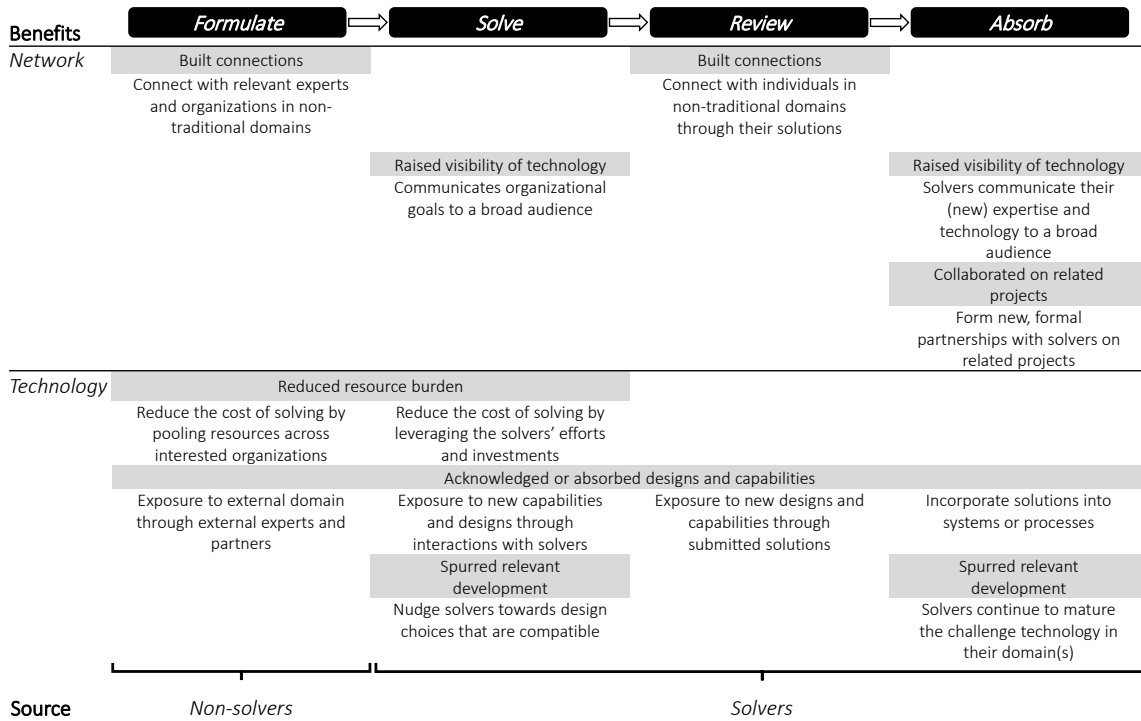 Benefits
Formulate
Solve
Review
Absorb
Network
Built connections
Connect with relevant experts
and organizations in non-
traditional domains
Built connections
Connect with individuals in
non-traditional domains
through their solutions
Raised visibility of technology
Communicates organizational
goals to a broad audience
Raised visibility of technology
Solvers communicate their
(new) expertise and
technology to a broad
audience
Collaborated on related
projects
Form new, formal
partnerships with solvers on
related projects
Technology
Reduced resource burden
Reduce the cost of solving by
pooling resources across
interested organizations
Reduce the cost of solving by
leveraging the solvers’ efforts
and investments
Acknowledged or absorbed designs and capabilities
Exposure to external domain
through external experts and
partners
Exposure to new capabilities
and designs through
interactions with solvers
Exposure to new designs and
capabilities through
submitted solutions
Incorporate solutions into
systems or processes
Spurred relevant
development
Nudge solvers towards design
choices that are compatible
Spurred relevant
development
Solvers continue to mature
the challenge technology in
their domain(s)
Source
Non-solvers
Solvers